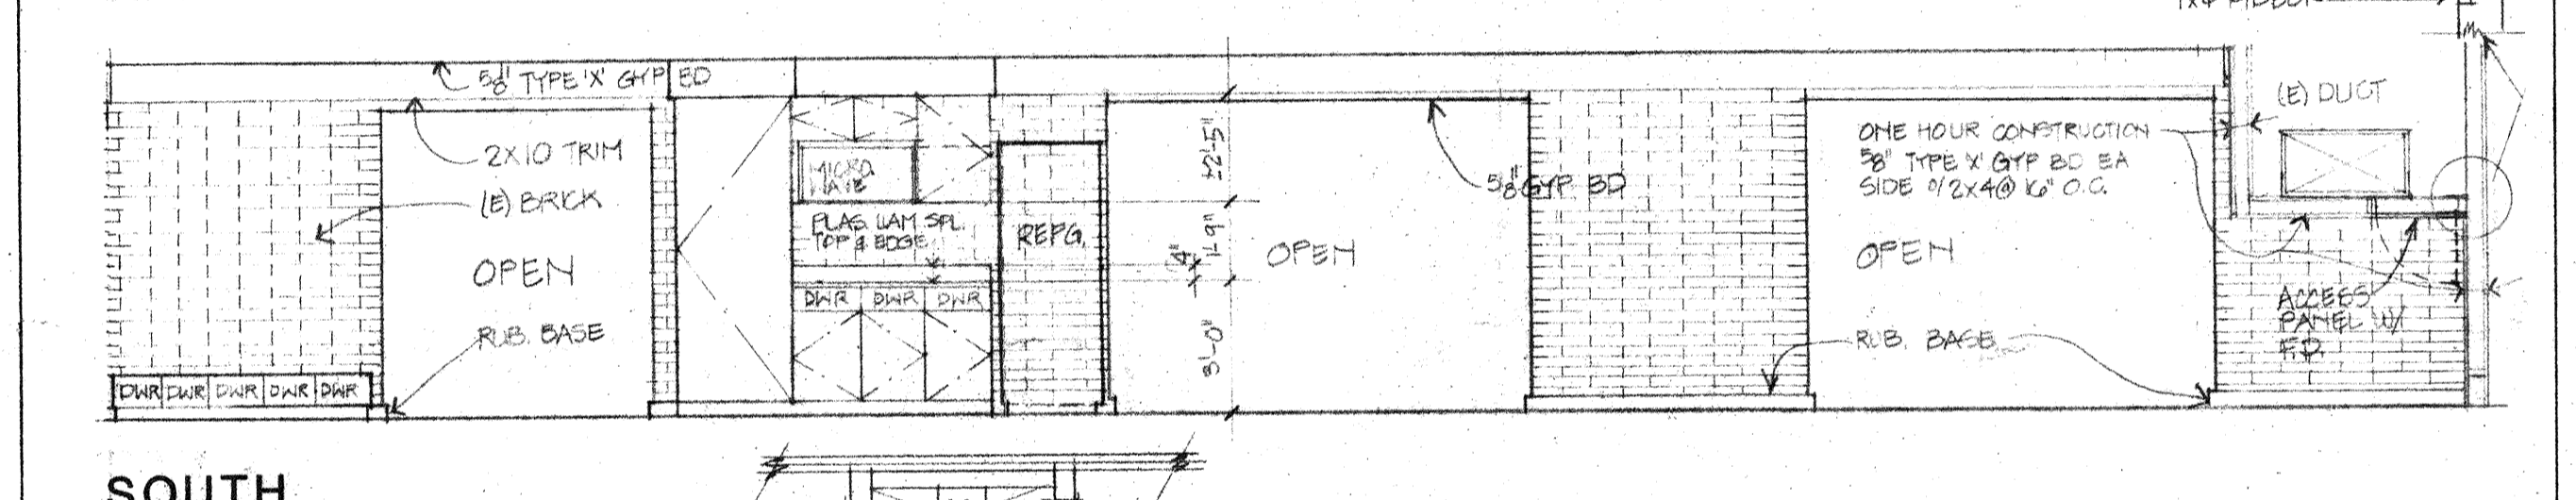 5/8" TYPE 'X' GYP BD
2X10 TRIM
(E) BRICK
OPEN
RUB. BASE
DWR DWR DWR DWR DWR
MICRO
WAVE
PLAS. LAM SPL.
TOP & EDGE
DWR DWR DWR
REFG.
±2'-5"
1'-9"
4"
3'-0"
OPEN
5/8" GYP. BD
ONE HOUR CONSTRUCTION
5/8" TYPE 'X' GYP BD EA
SIDE O/2X4@ 16" O.C.
OPEN
RUB. BASE
(E) DUCT
ACCESS
PANEL W/
F.D.
SOUTH